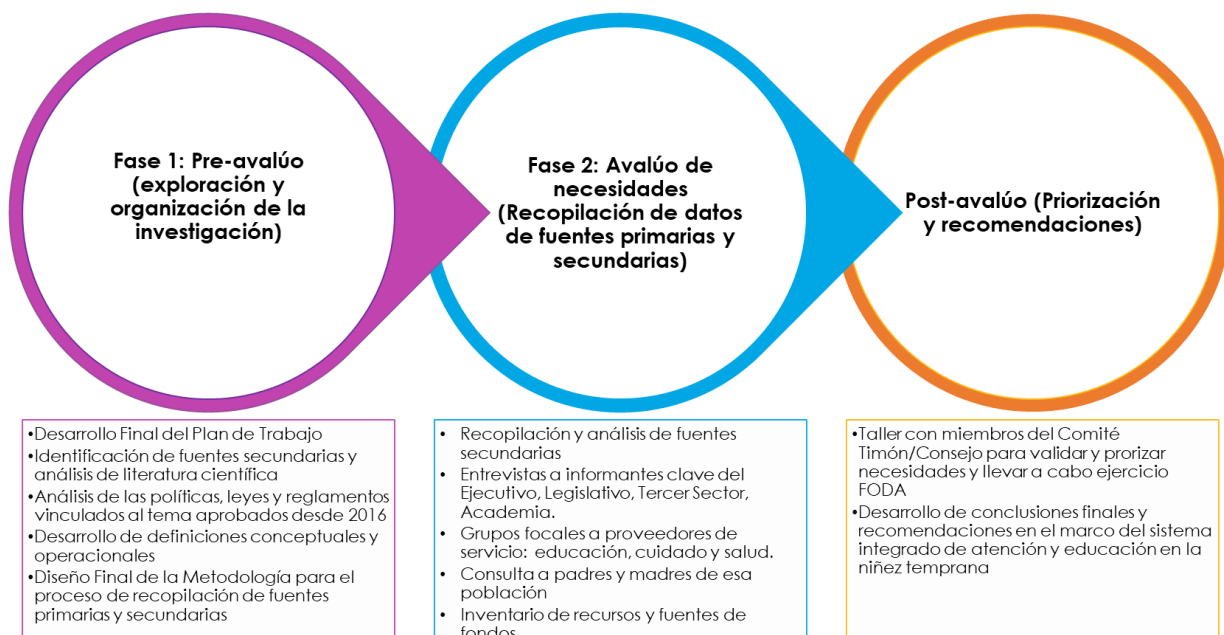 Fase 1: Pre-avalúo
(exploración y
organización de la
investigación)
Fase 2: Avalúo de
necesidades
(Recopilación de datos
de fuentes primarias y
secundarias)
Post-avalúo (Priorización
y recomendaciones)
•Desarrollo Final del Plan de Trabajo
•Identificación de fuentes secundarias y
análisis de literatura científica
•Análisis de las políticas, leyes y reglamentos
vinculados al tema aprobados desde 2016
•Desarrollo de definiciones conceptuales y
operacionales
•Diseño Final de la Metodología para el
proceso de recopilación de fuentes
primarias y secundarias
• Recopilación y análisis de fuentes
secundarias
• Entrevistas a informantes clave del
Ejecutivo, Legislativo, Tercer Sector,
Academia.
• Grupos focales a proveedores de
servicio: educación, cuidado y salud.
• Consulta a padres y madres de esa
población
• Inventario de recursos y fuentes de
fondos
•Taller con miembros del Comité
Timón/Consejo para validar y prorizar
necesidades y llevar a cabo ejercicio
FODA
•Desarrollo de conclusiones finales y
recomendaciones en el marco del sistema
integrado de atención y educación en la
niñez temprana